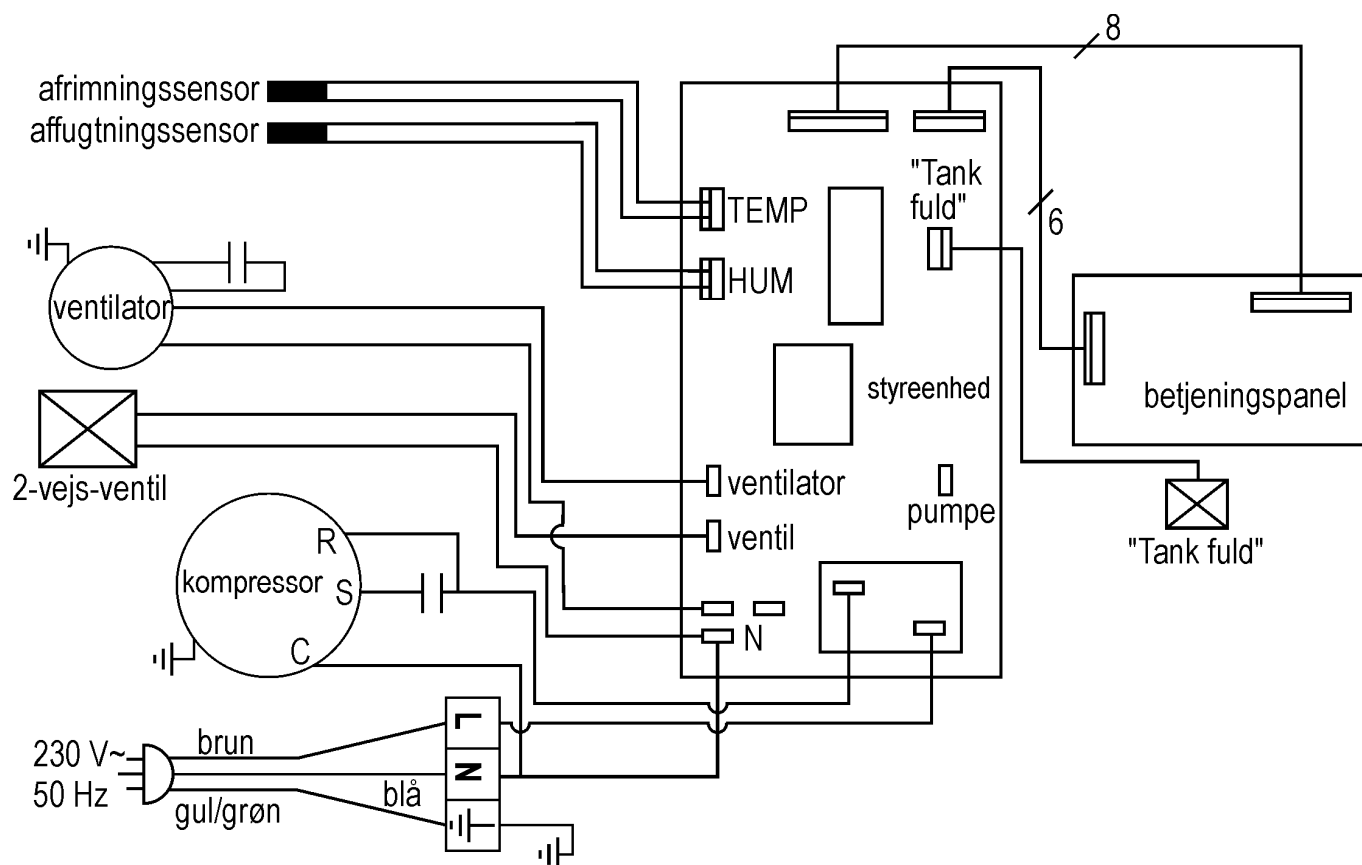 8
afrimningssensor
affugtningssensor
"Tank
fuld"
TEMP
6
HUM
ventilator
styreenhed
betjeningspanel
2-vejs-ventil
ventilator
pumpe
ventil
"Tank fuld"
R
kompressor
S
N
C
L
brun
230 V~
N
50 Hz
blå
gul/grøn